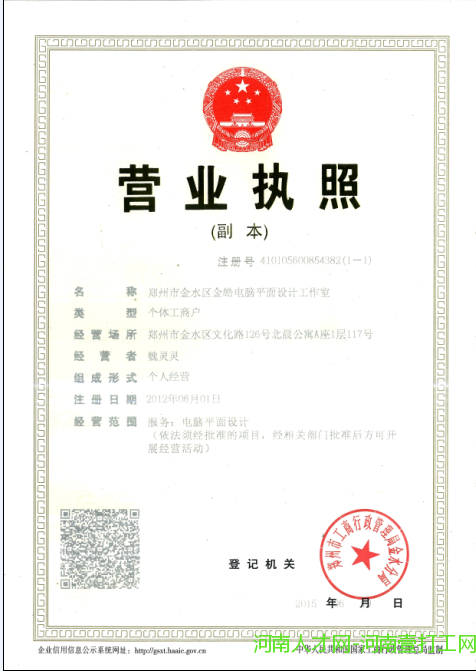 营业执照
(副 本)
注册号 410105600854382(1-1)
名称 郑州市金水区金皓电脑平面设计工作室
类型 个体工商户
经营场所 郑州市金水区文化路126号北晨公寓A座1层117号
经营者 魏灵灵
组成形式 个人经营
注册日期 2012年06月01日
经营范围 服务:电脑平面设计
(依法须经批准的项目,经相关部门批准后方可开
展经营活动)
郑州市工商行政管理局金水分局
登记机关
2015 年 6 月 日
河南人才网-河南壹打工网
企业信用信息公示系统网址: http://gsxt.haaic.gov.cn
中华人民共和国国家工商行政管理总局监制